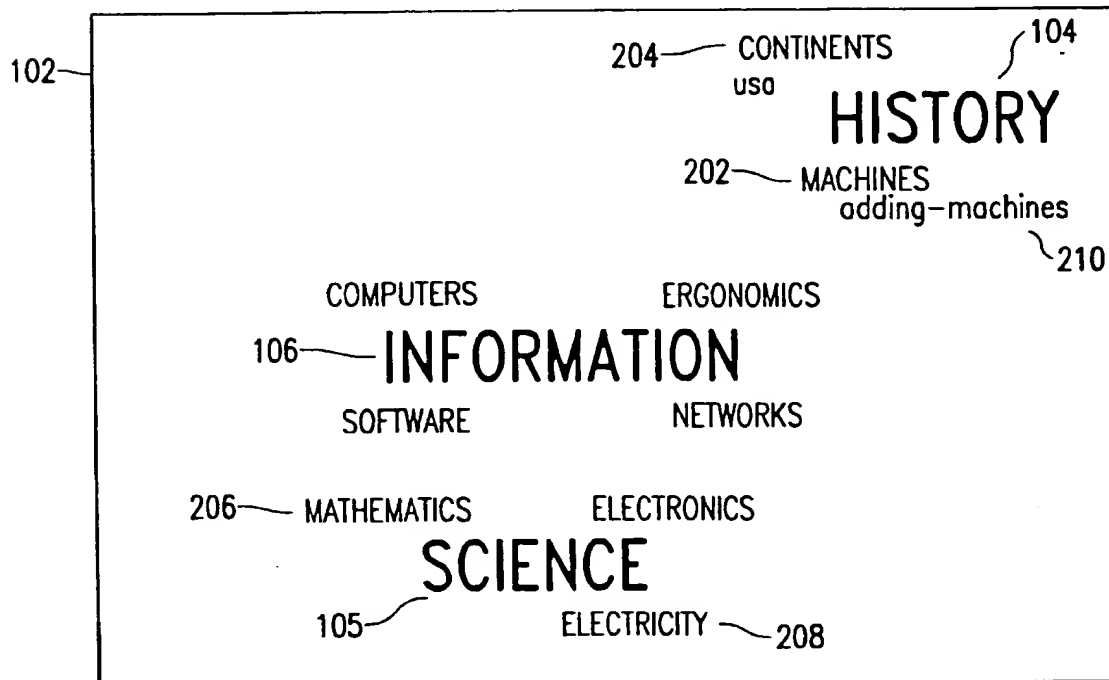 204 CONTINENTS 104
102 usa
HISTORY
202 MACHINES
adding-machines
210
COMPUTERS ERGONOMICS
106 INFORMATION
SOFTWARE NETWORKS
206 MATHEMATICS ELECTRONICS
SCIENCE
105 ELECTRICITY 208